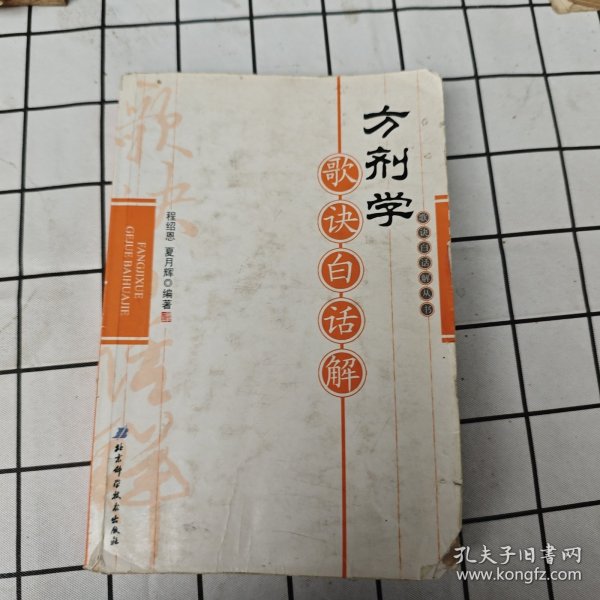 方剂学
歌诀白话解
歌诀白话解丛书
程绍恩 夏月辉◎编著
FANGJIXUE
GEJUE BAIHUAJIE
北京科学技术出版社
孔夫子旧书网
www.kongfz.com